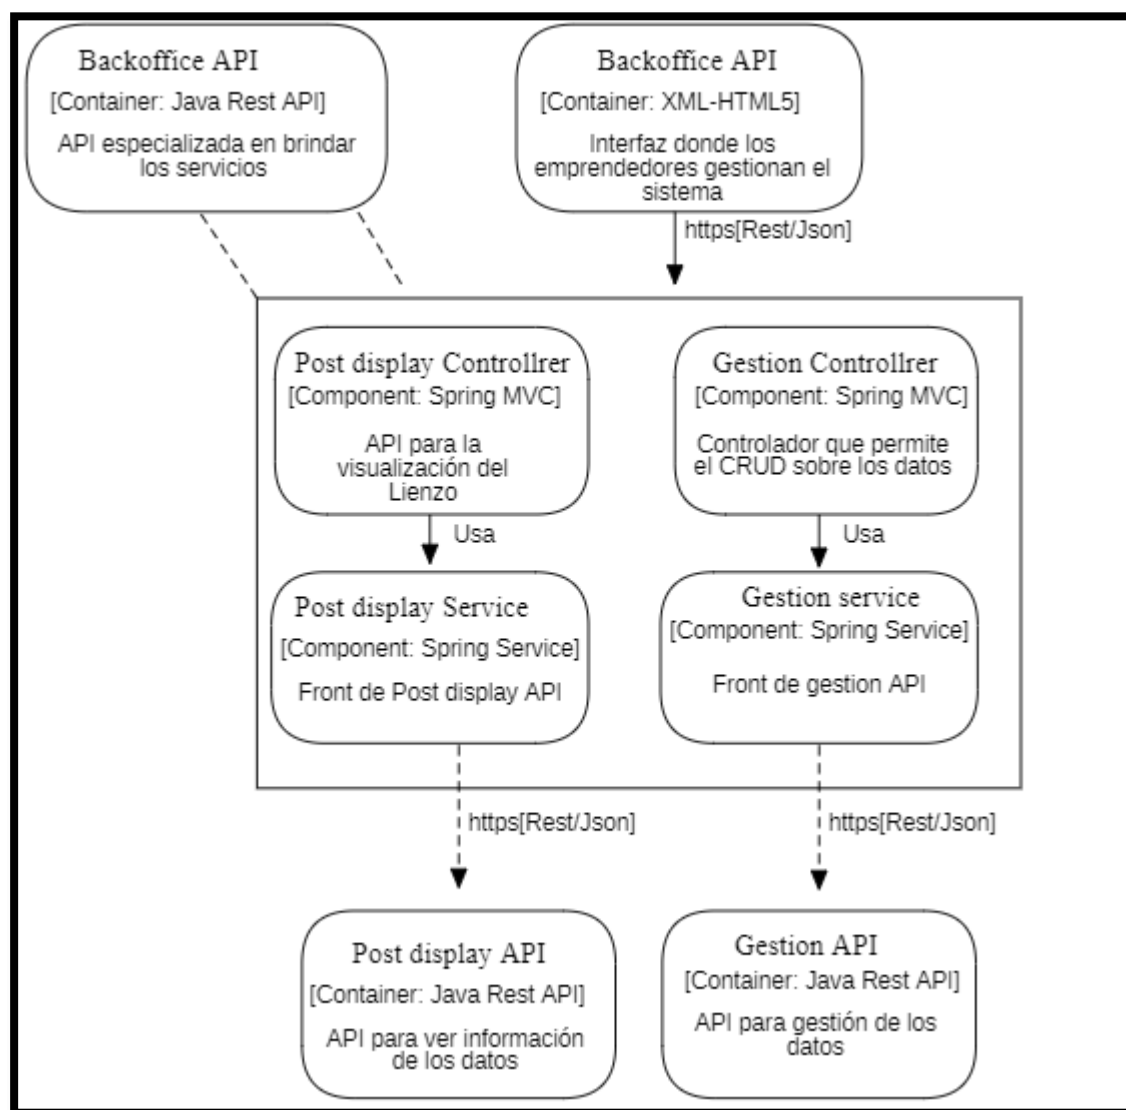 Backoffice API
[Container: Java Rest API]
API especializada en brindar
los servicios
Backoffice API
[Container: XML-HTML5]
Interfaz donde los
emprendedores gestionan el
sistema
https[Rest/Json]
Post display Controllrer
[Component: Spring MVC]
API para la
visualización del
Lienzo
Usa
Gestion Controllrer
[Component: Spring MVC]
Controlador que permite
el CRUD sobre los datos
Usa
Post display Service
[Component: Spring Service]
Front de Post display API
Gestion service
[Component: Spring Service]
Front de gestion API
https[Rest/Json]
https[Rest/Json]
Post display API
[Container: Java Rest API]
API para ver información
de los datos
Gestion API
[Container: Java Rest API]
API para gestión de los
datos